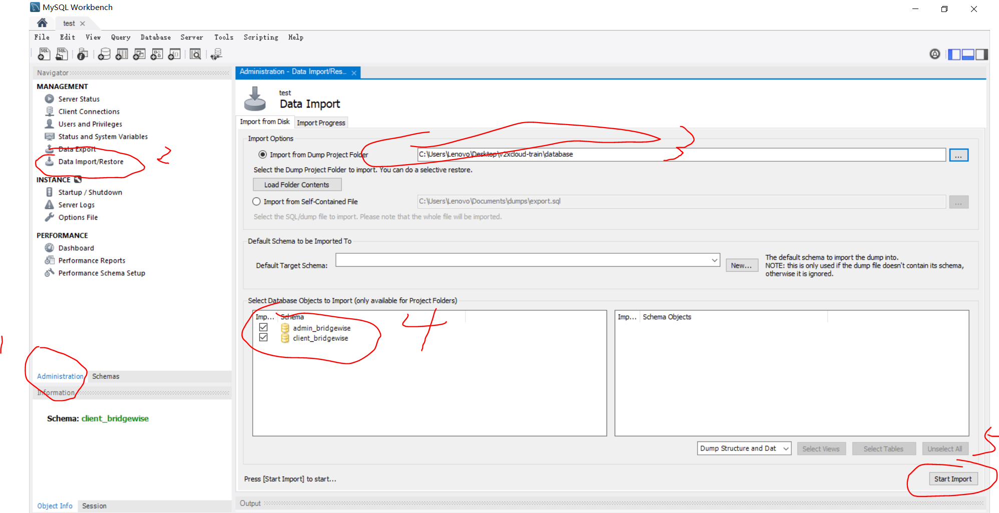 MySQL Workbench
test
File Edit View Query Database Server Tools Scripting Help
Navigator
MANAGEMENT
Server Status
Client Connections
Users and Privileges
Status and System Variables
Data Export
Data Import/Restore
2
INSTANCE
Startup / Shutdown
Server Logs
Options File
PERFORMANCE
Dashboard
Performance Reports
Performance Schema Setup
1
Administration Schemas
Information
Schema: client_bridgewise
Object Info Session
Administration - Data Import/Res...
test
Data Import
Import from Disk Import Progress
Import Options
3
Import from Dump Project Folder C:\Users\Lenovo\Desktop\v2xcloud-train\database ...
Select the Dump Project Folder to import. You can do a selective restore.
Load Folder Contents
Import from Self-Contained File C:\Users\Lenovo\Documents\dumps\export.sql ...
Select the SQL/dump file to import. Please note that the whole file will be imported.
Default Schema to be Imported To
Default Target Schema: New...
The default schema to import the dump into.
NOTE: this is only used if the dump file doesn't contain its schema,
otherwise it is ignored.
Select Database Objects to Import (only available for Project Folders)
Imp... Schema
admin_bridgewise
client_bridgewise
4
Imp... Schema Objects
Dump Structure and Dat Select Views Select Tables Unselect All
5
Press [Start Import] to start... Start Import
Output